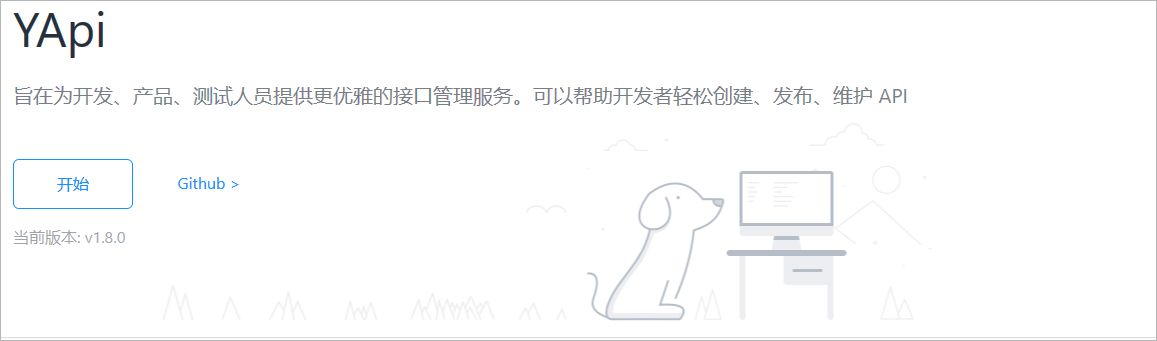 YApi
旨在为开发、产品、测试人员提供更优雅的接口管理服务。可以帮助开发者轻松创建、发布、维护 API
开始
Github >
当前版本: v1.8.0